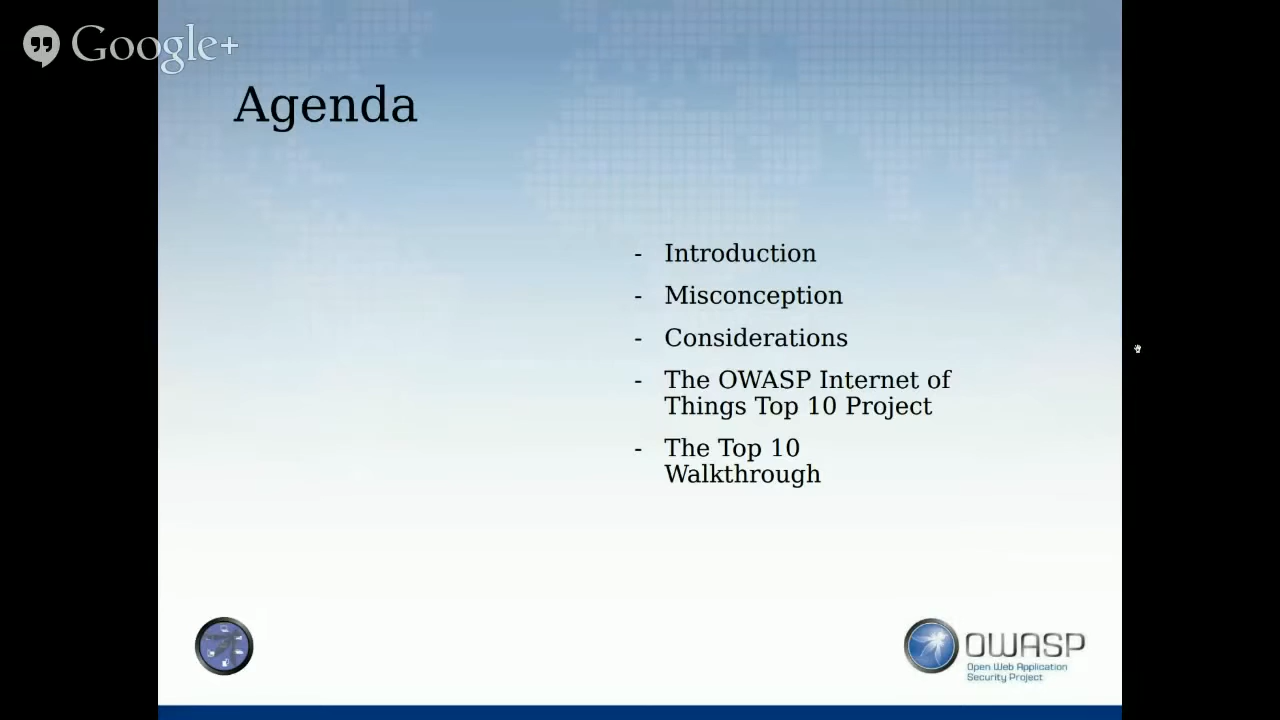 Google+
Agenda
- Introduction
- Misconception
- Considerations
- The OWASP Internet of
Things Top 10 Project
- The Top 10
Walkthrough
OWASP
Open Web Application
Security Project